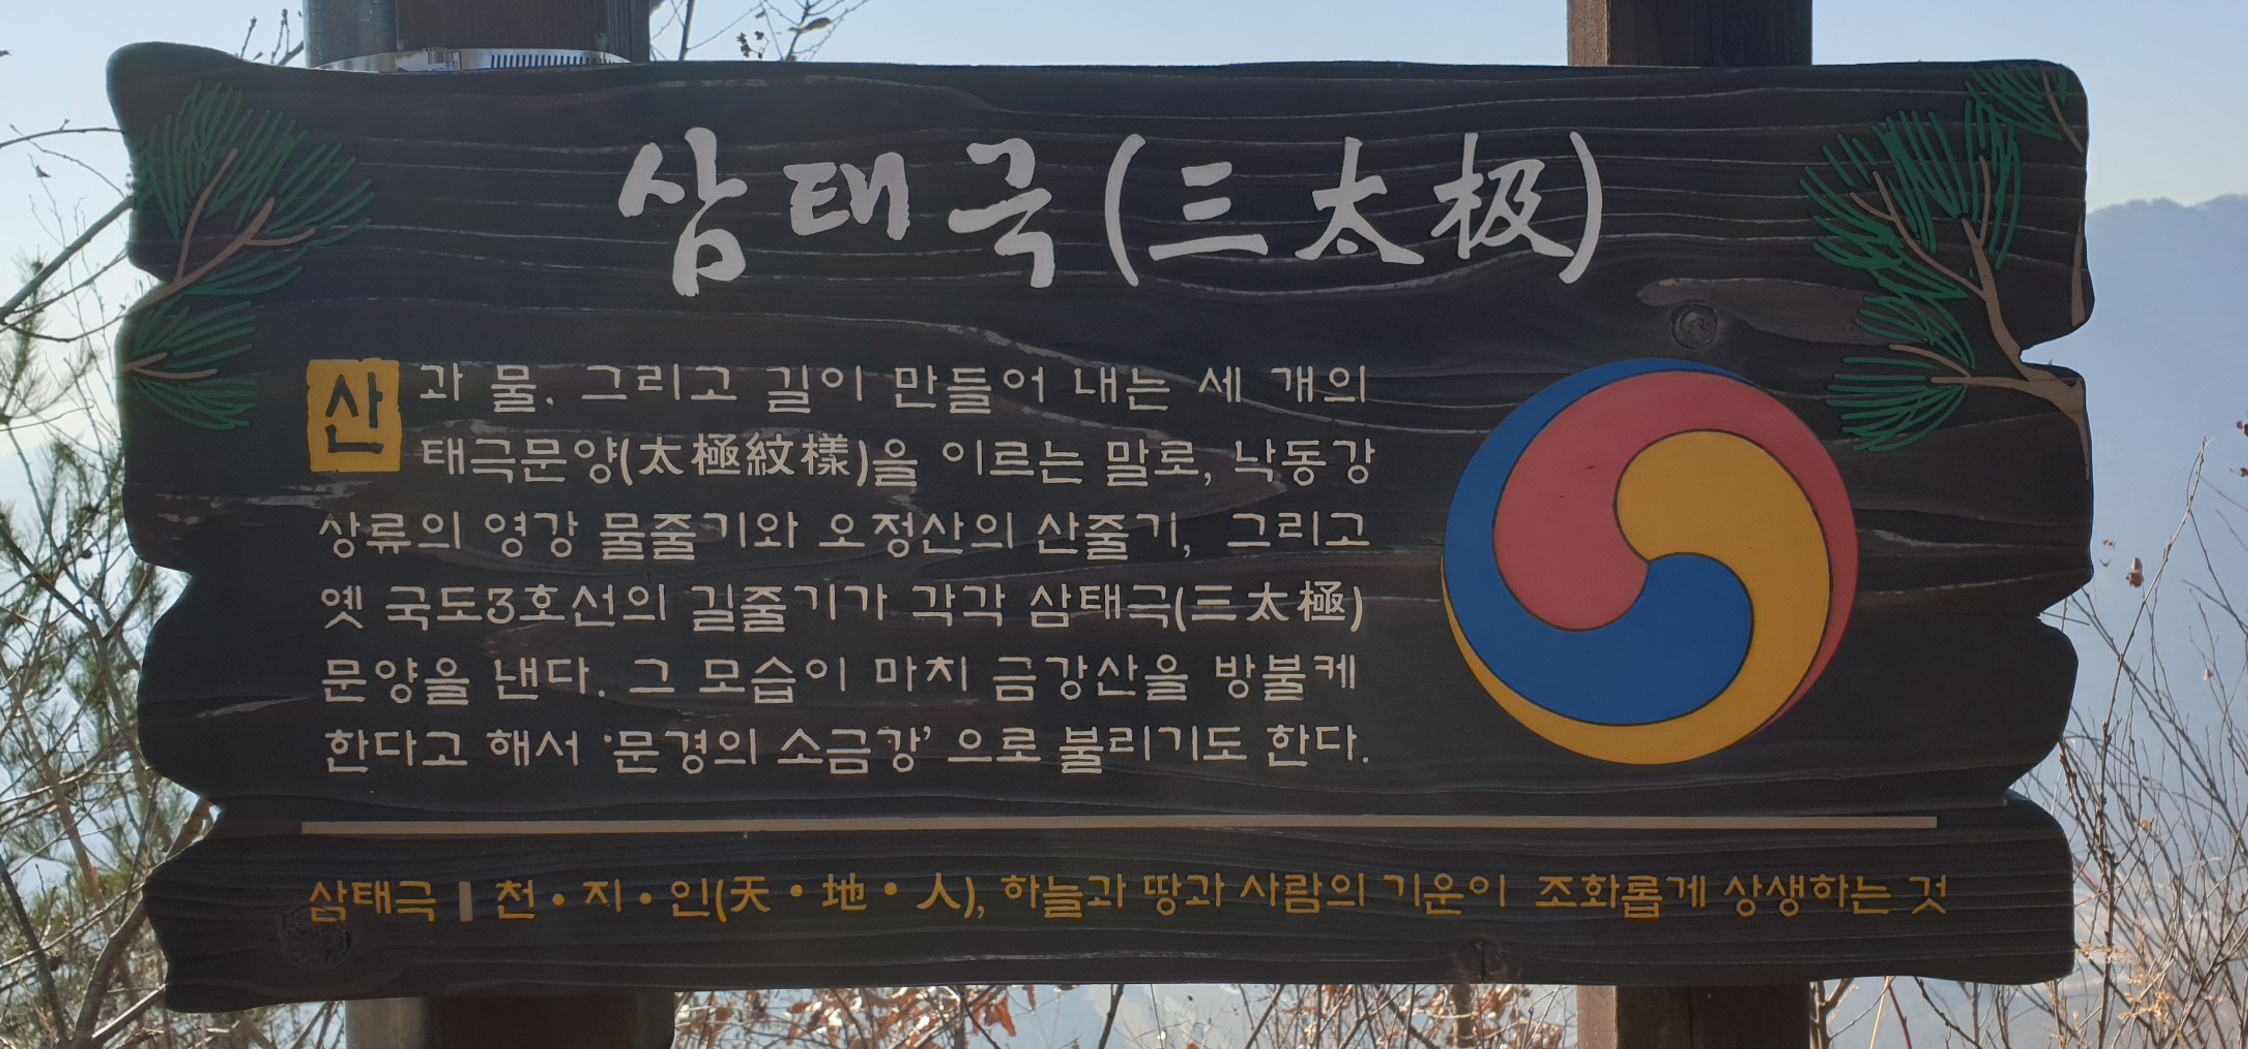 삼태극(三太极)
산과 물, 그리고 길이 만들어 내는 세 개의
태극문양(太極紋樣)을 이르는 말로, 낙동강
상류의 영강 물줄기와 오정산의 산줄기, 그리고
옛 국도3호선의 길줄기가 각각 삼태극(三太極)
문양을 낸다. 그 모습이 마치 금강산을 방불케
한다고 해서 '문경의 소금강' 으로 불리기도 한다.
삼태극 | 천·지·인(天·地·人), 하늘과 땅과 사람의 기운이 조화롭게 상생하는 것